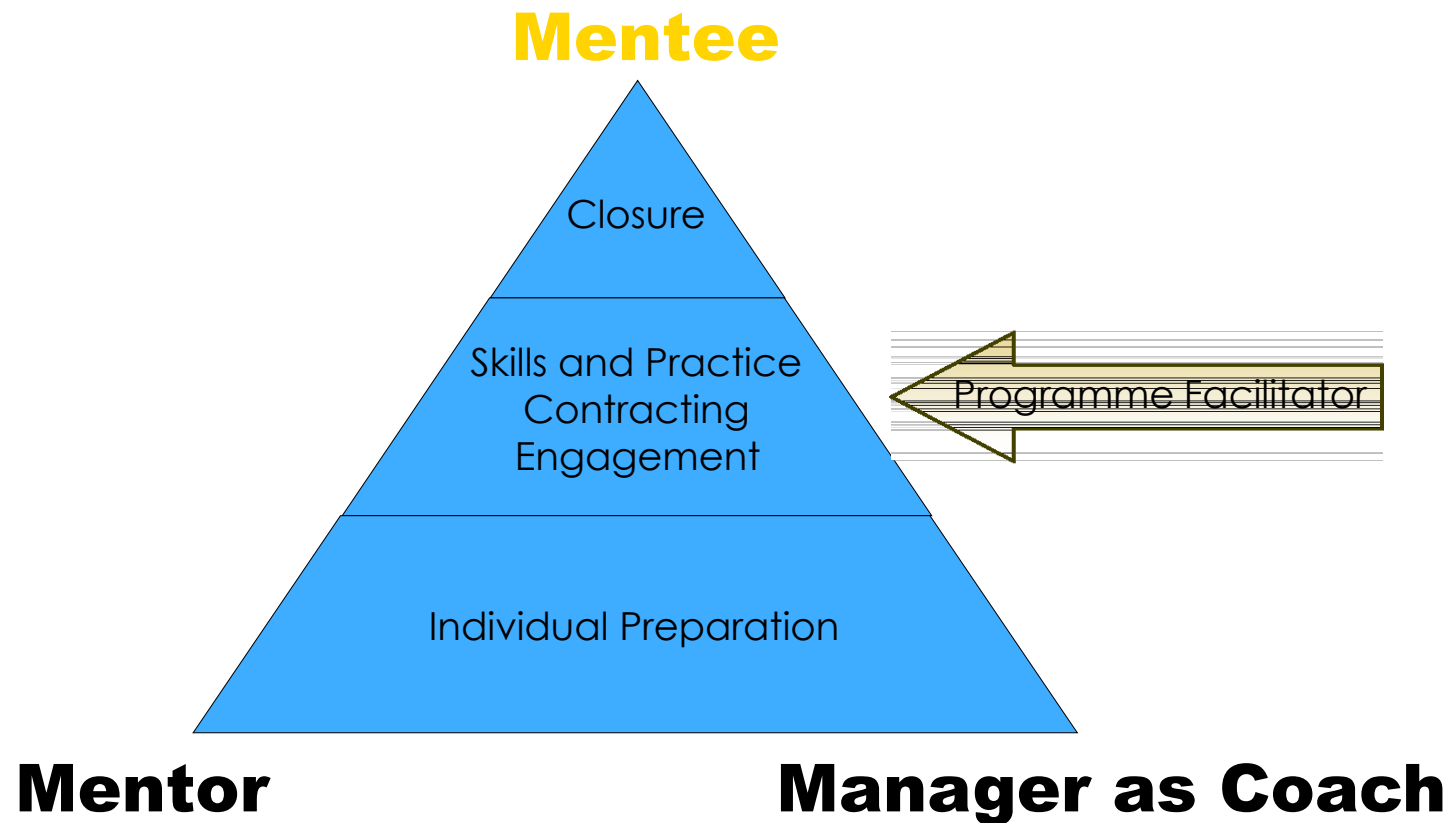 Mentee
Closure
Skills and Practice
Contracting
Engagement
Programme Facilitator
Individual Preparation
Mentor
Manager as Coach